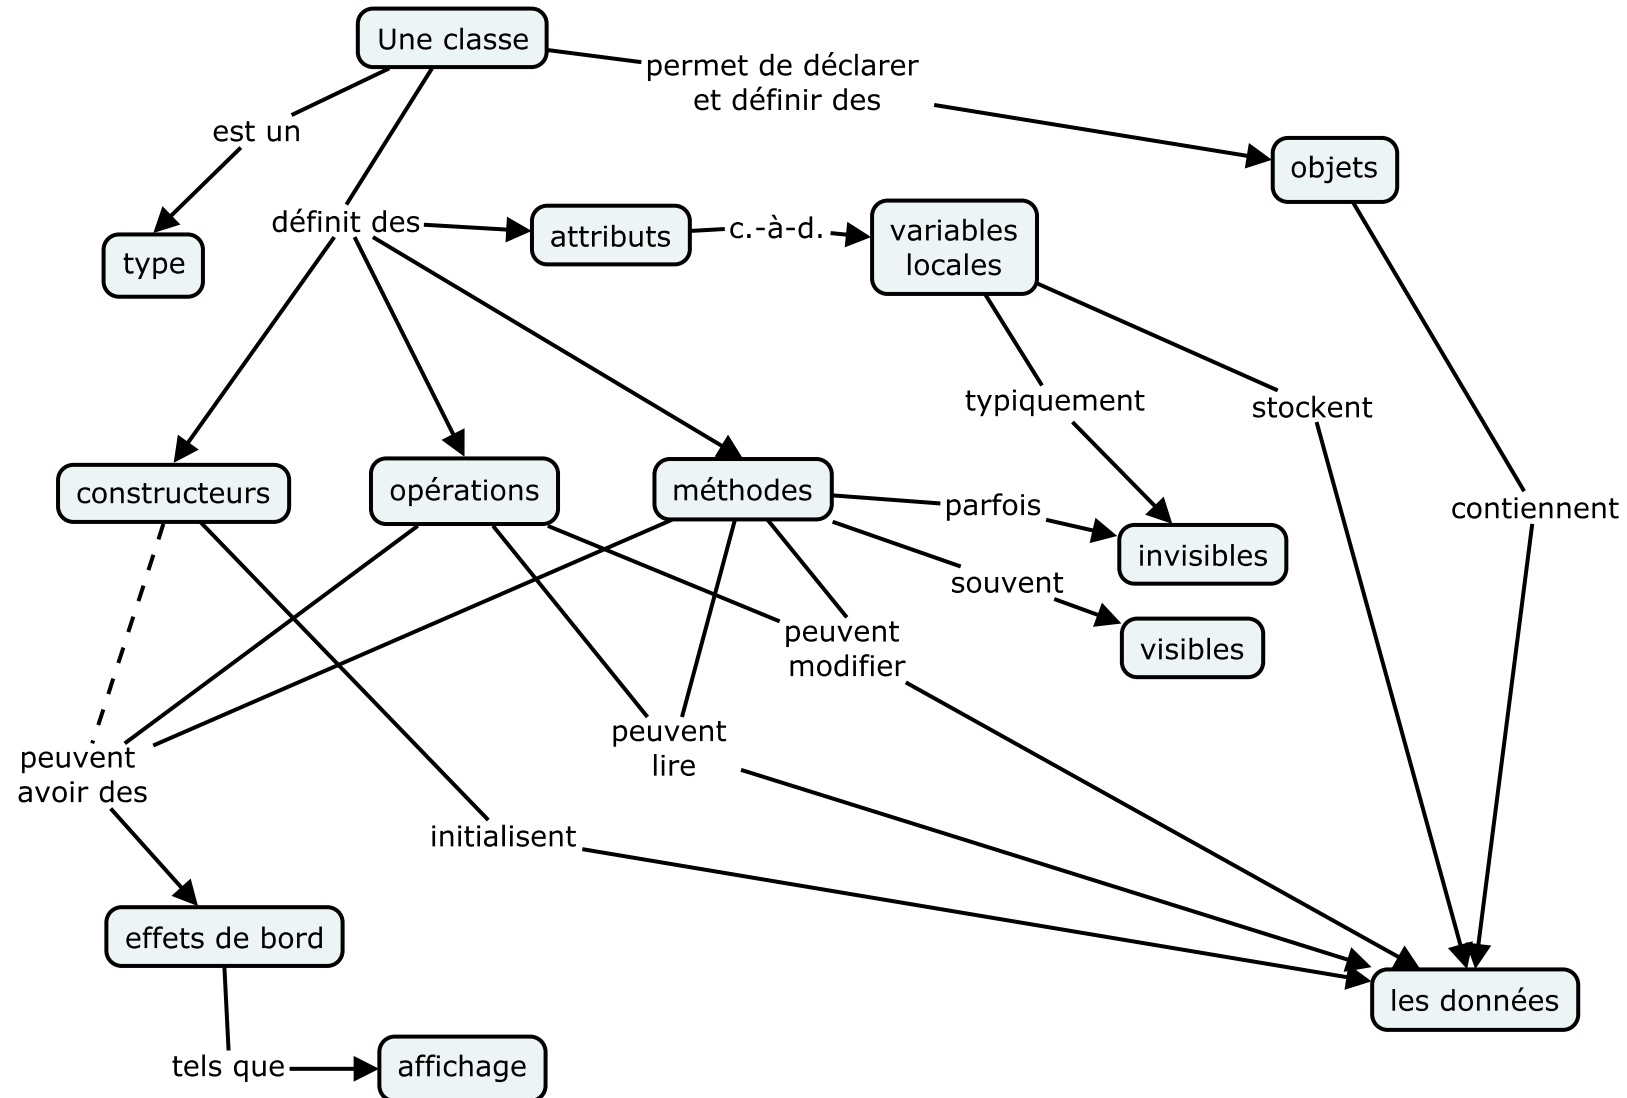 Une classe
permet de déclarer
et définir des
est un
objets
définit des
attributs
c.-à-d.
variables
locales
type
typiquement
stockent
constructeurs
opérations
méthodes
parfois
contiennent
invisibles
souvent
visibles
peuvent
modifier
peuvent
lire
peuvent
avoir des
initialisent
effets de bord
les données
tels que
affichage